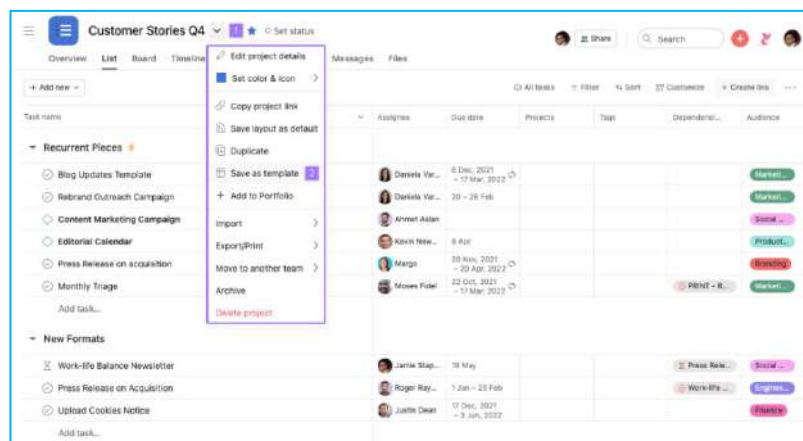 Customer Stories Q4 1 Set status
Share Search
Overview List Board Timeline Messages Files
+ Add new
All tasks Filter Sort Customize
Task name Assignee Due date Projects Tags Dependenci... Audience
Edit project details
Set color & icon
Copy project link
Save layout as default
Duplicate
Save as template 2
+ Add to Portfolio
Import
Export/Print
Move to another team
Archive
Delete project
Recurrent Pieces
Blog Updates Template Daniela Var... 6 Dec, 2021 – 17 Mar, 2022 Marketi...
Rebrand Outreach Campaign Daniela Var... 20 – 26 Feb Marketi...
Content Marketing Campaign Ahmet Aslan Social ...
Editorial Calendar Kevin New... 6 Apr Product...
Press Release on acquisition Margo – 20 Apr, 2022 Branding
Monthly Triage Moses Fidel 22 Oct, 2021 – 17 Mar, 2022 PRINT - R... Marketi...
Add task...
New Formats
Work-life Balance Newsletter Jamie Stap... 19 May Press Rele... Social ...
Press Release on Acquisition Roger Ray... 1 Jan – 25 Feb Work-life ... Enginee...
Upload Cookies Notice Justin Dean 17 Dec, 2021 – 3 Jun, 2022 Finance
Add task...